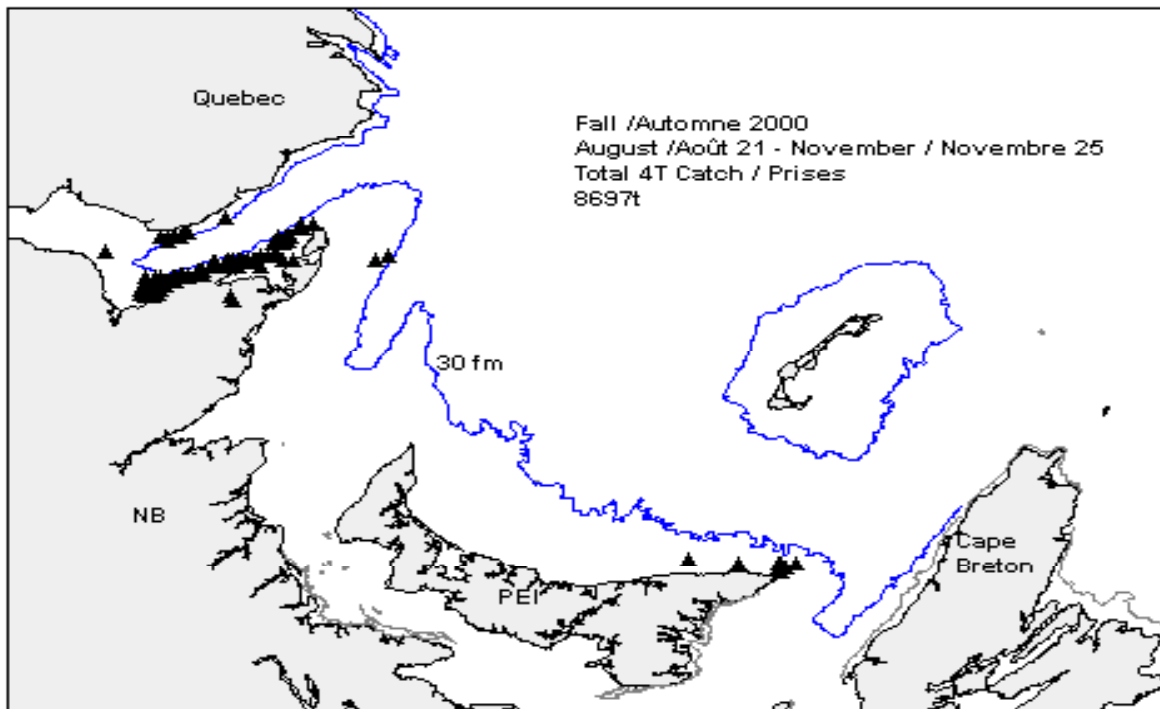 Quebec
Fall /Automne 2000
August /Août 21 - November / Novembre 25
Total 4T Catch / Prises
8697t
30 fm
NB
PEI
Cape
Breton